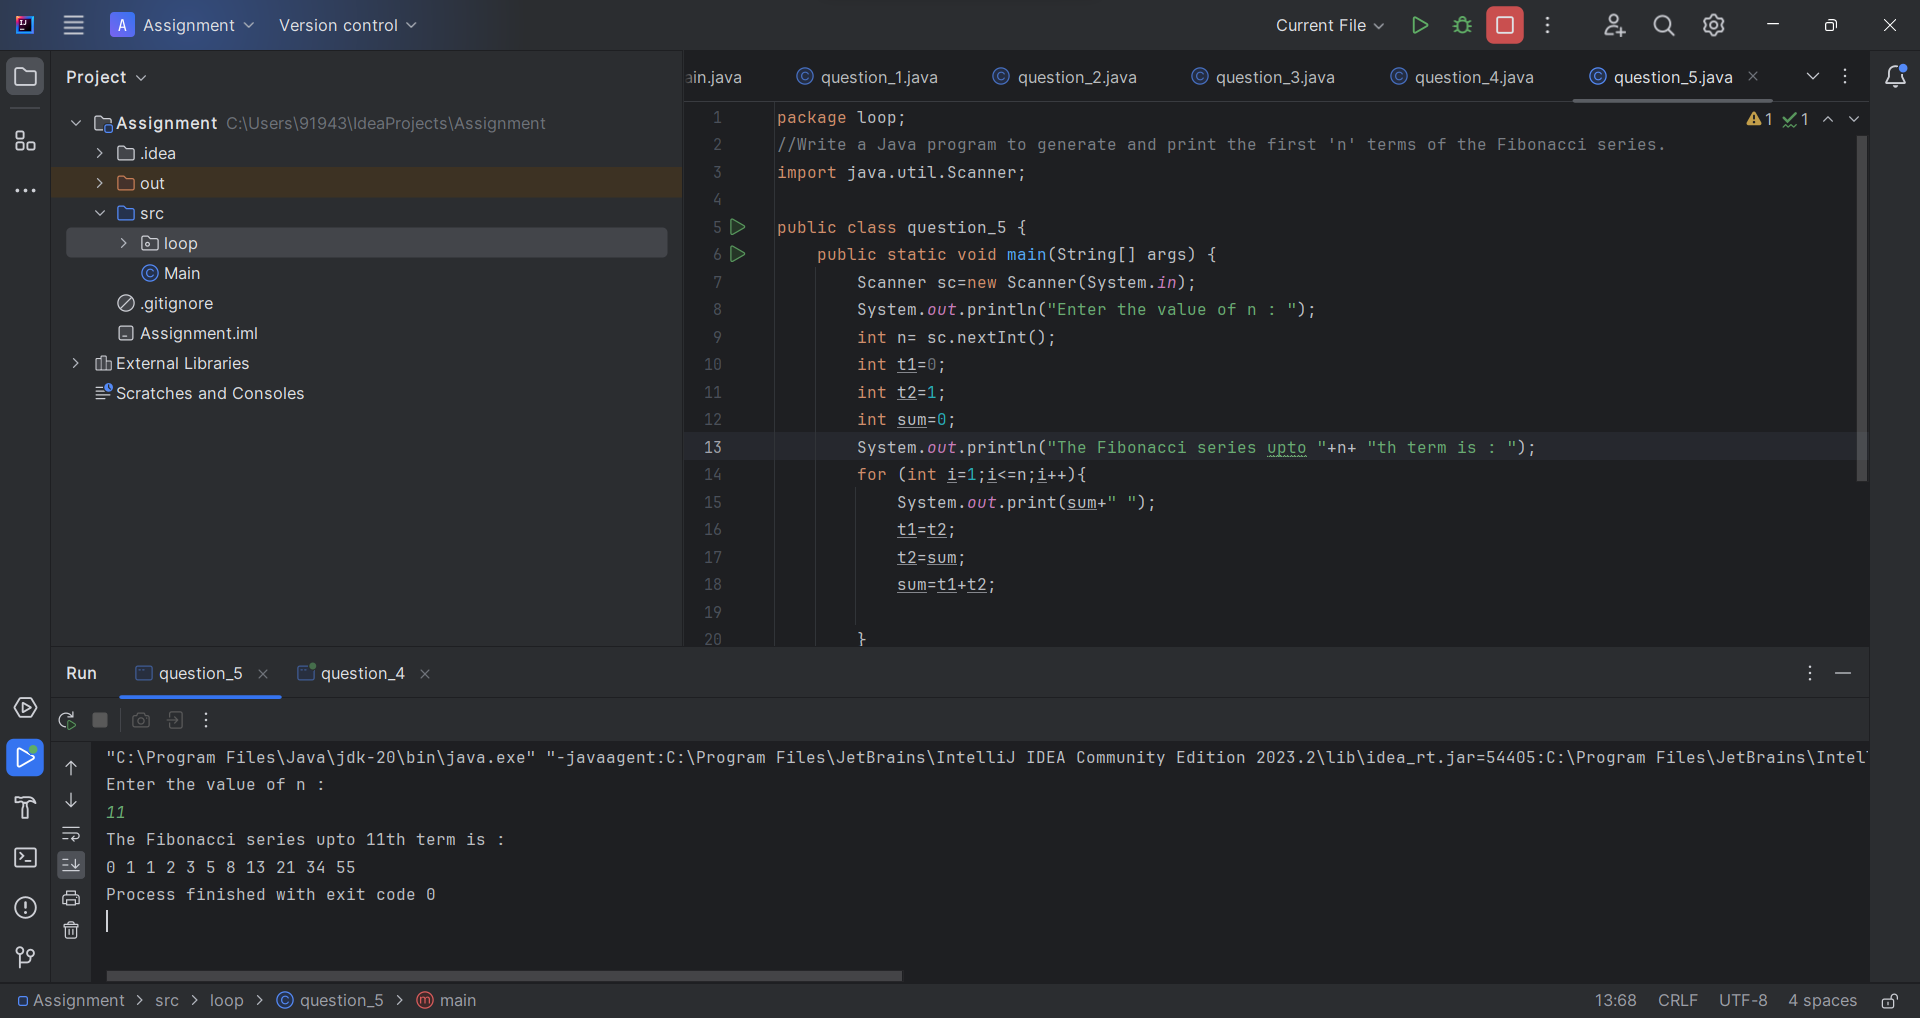 A Assignment Version control Current File
Project
ain.java question_1.java question_2.java question_3.java question_4.java question_5.java
Assignment C:\Users\91943\IdeaProjects\Assignment
.idea
out
src
loop
Main
.gitignore
Assignment.iml
External Libraries
Scratches and Consoles
1 package loop;
2 //Write a Java program to generate and print the first 'n' terms of the Fibonacci series.
3 import java.util.Scanner;
4
5 public class question_5 {
6 public static void main(String[] args) {
7 Scanner sc=new Scanner(System.in);
8 System.out.println("Enter the value of n : ");
9 int n= sc.nextInt();
10 int t1=0;
11 int t2=1;
12 int sum=0;
13 System.out.println("The Fibonacci series upto "+n+ "th term is : ");
14 for (int i=1;i<=n;i++){
15 System.out.print(sum+" ");
16 t1=t2;
17 t2=sum;
18 sum=t1+t2;
19
20 }
1 1
Run question_5 question_4
"C:\Program Files\Java\jdk-20\bin\java.exe" "-javaagent:C:\Program Files\JetBrains\IntelliJ IDEA Community Edition 2023.2\lib\idea_rt.jar=54405:C:\Program Files\JetBrains\Intel
Enter the value of n :
11
The Fibonacci series upto 11th term is :
0 1 1 2 3 5 8 13 21 34 55
Process finished with exit code 0
Assignment > src > loop > question_5 > main 13:68 CRLF UTF-8 4 spaces